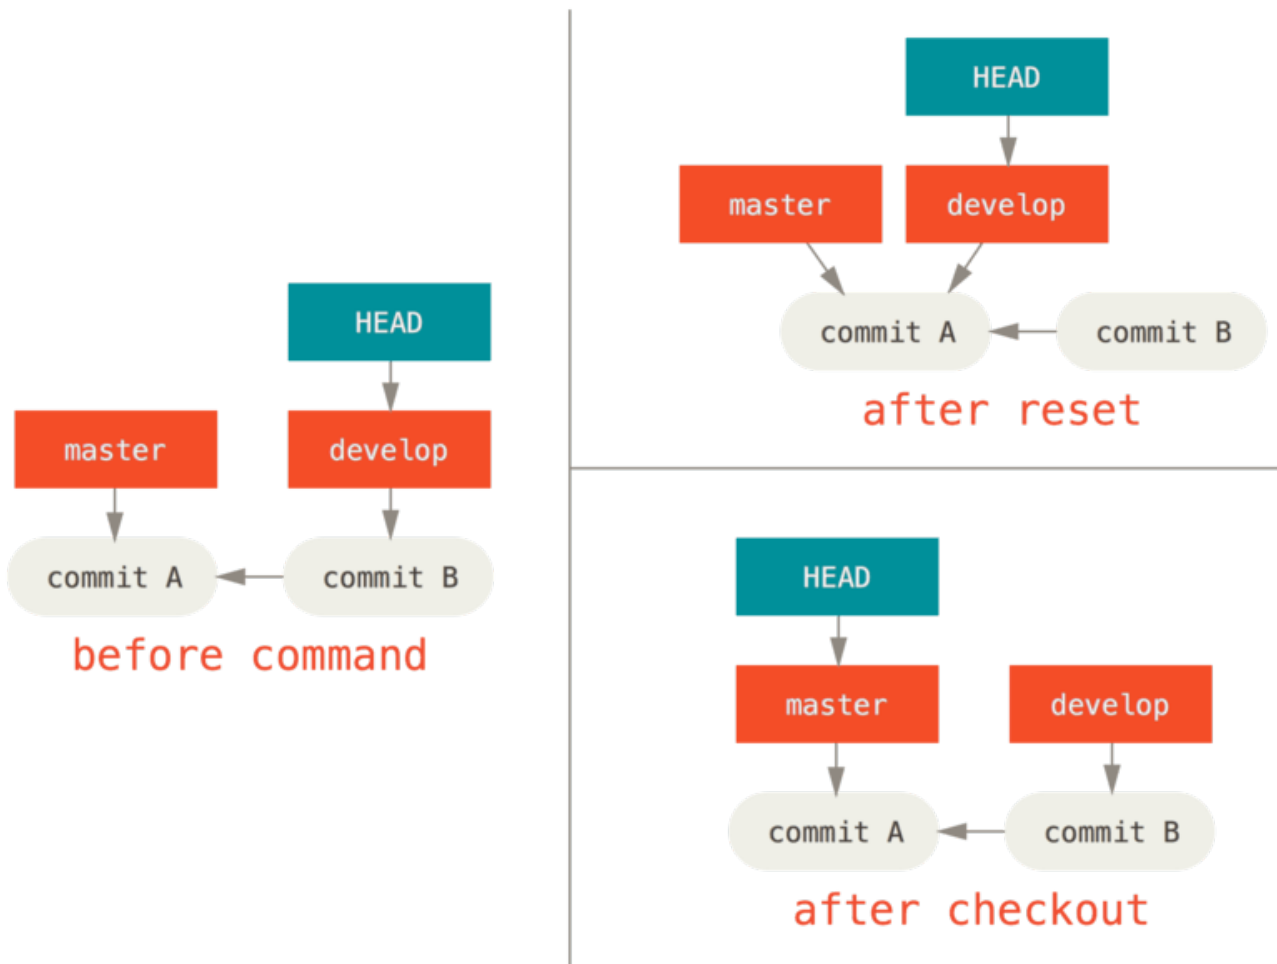 HEAD
master
develop
commit A
commit B
before command
HEAD
master
develop
commit A
commit B
after reset
HEAD
master
develop
commit A
commit B
after checkout